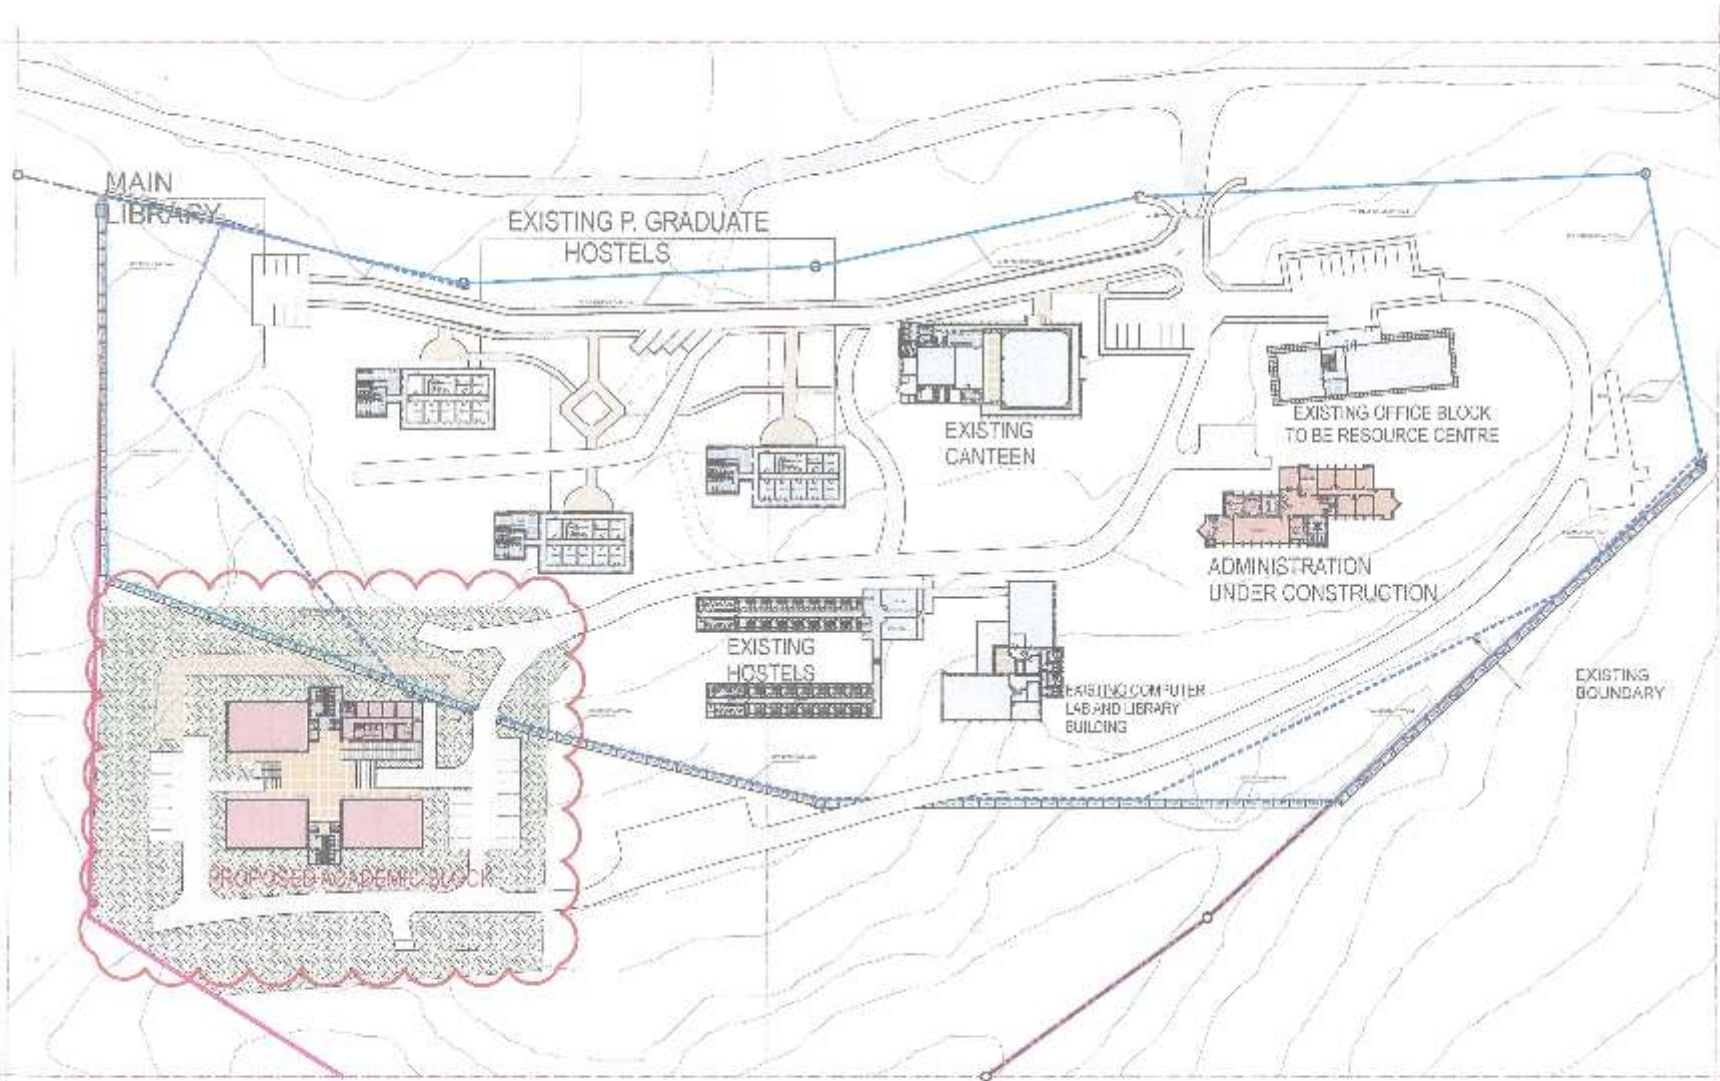 MAIN
LIBRARY
EXISTING P. GRADUATE
HOSTELS
EXISTING
CANTEEN
EXISTING OFFICE BLOCK
TO BE RESOURCE CENTRE
ADMINISTRATION
UNDER CONSTRUCTION
EXISTING
HOSTELS
EXISTING COMPUTER
LAB AND LIBRARY
BUILDING
EXISTING
BOUNDARY
PROPOSED ACADEMIC BLOCK